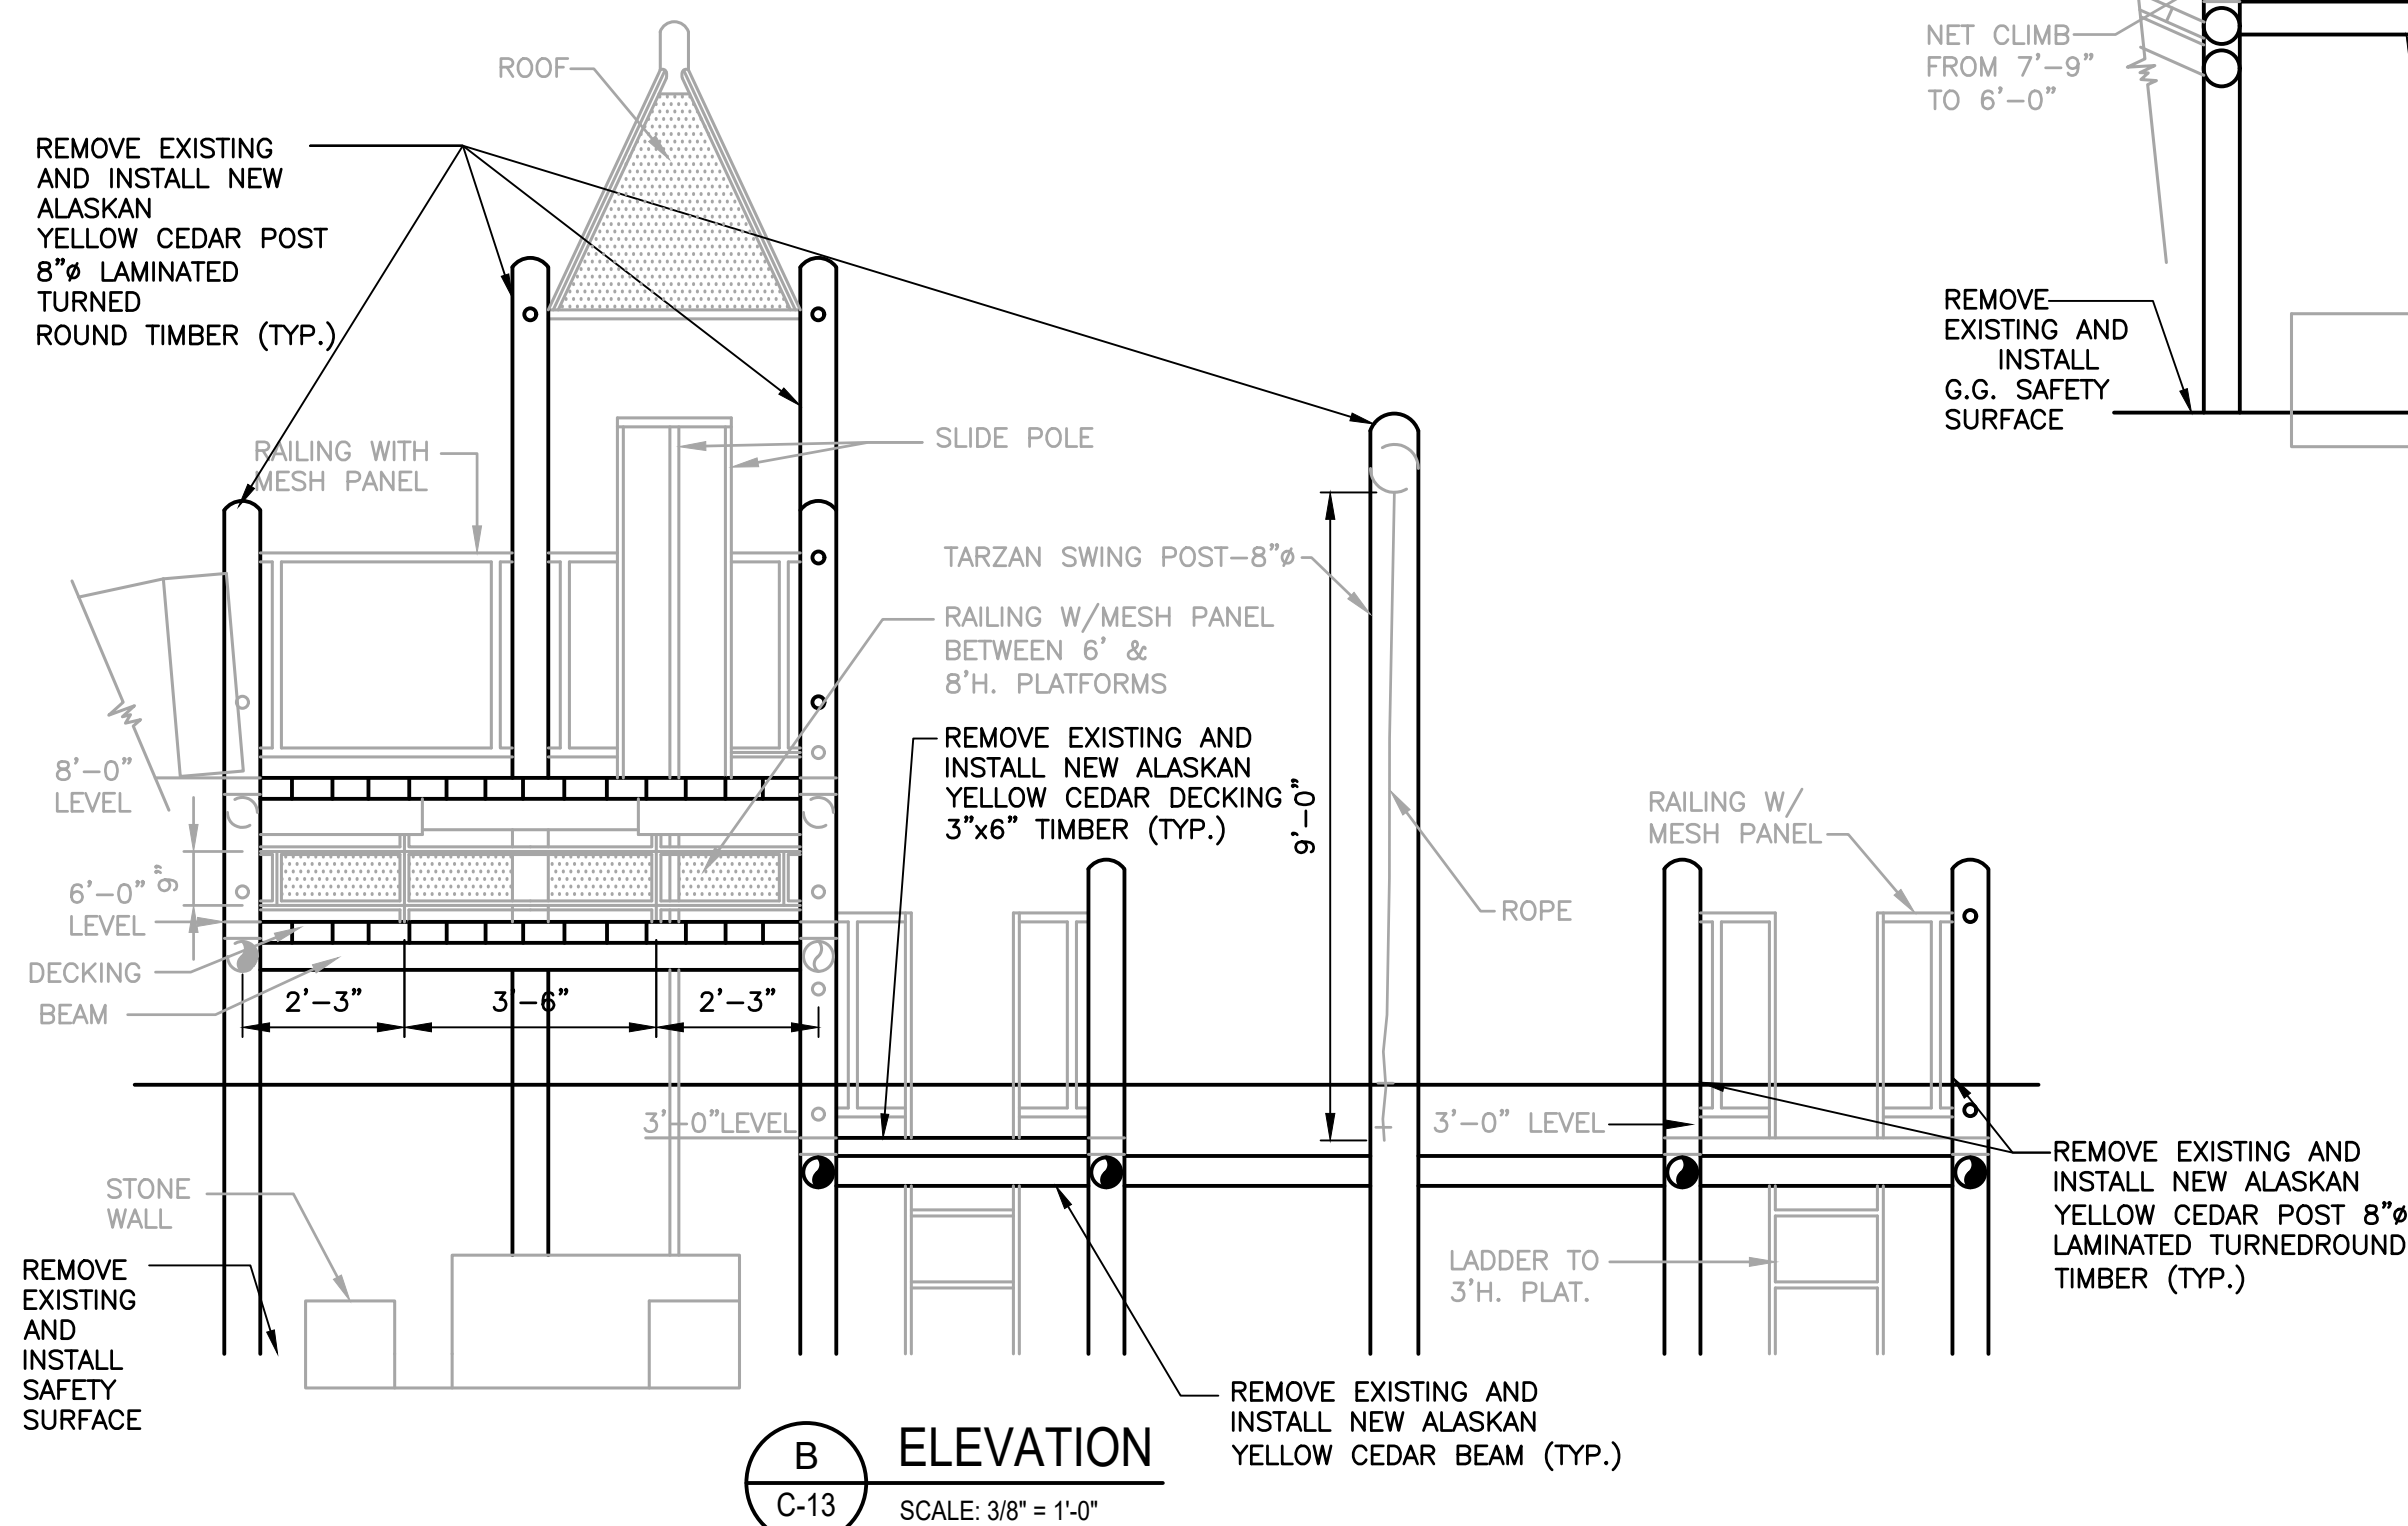 ROOF
REMOVE EXISTING
AND INSTALL NEW
ALASKAN
YELLOW CEDAR POST
8"ø LAMINATED
TURNED
ROUND TIMBER (TYP.)
NET CLIMB
FROM 7'-9"
TO 6'-0"
REMOVE
EXISTING AND
INSTALL
G.G. SAFETY
SURFACE
RAILING WITH
MESH PANEL
SLIDE POLE
TARZAN SWING POST-8"ø
RAILING W/MESH PANEL
BETWEEN 6' &
8'H. PLATFORMS
REMOVE EXISTING AND
INSTALL NEW ALASKAN
YELLOW CEDAR DECKING
3"x6" TIMBER (TYP.)
9'-0"
8'-0"
LEVEL
6'-0"
LEVEL
9"
DECKING
BEAM
2'-3"
3'-6"
2'-3"
ROPE
RAILING W/
MESH PANEL
3'-0"LEVEL
3'-0" LEVEL
STONE
WALL
REMOVE
EXISTING
AND
INSTALL
SAFETY
SURFACE
LADDER TO
3'H. PLAT.
REMOVE EXISTING AND
INSTALL NEW ALASKAN
YELLOW CEDAR POST 8"ø
LAMINATED TURNEDROUND
TIMBER (TYP.)
REMOVE EXISTING AND
INSTALL NEW ALASKAN
YELLOW CEDAR BEAM (TYP.)
B
C-13
ELEVATION
SCALE: 3/8" = 1'-0"